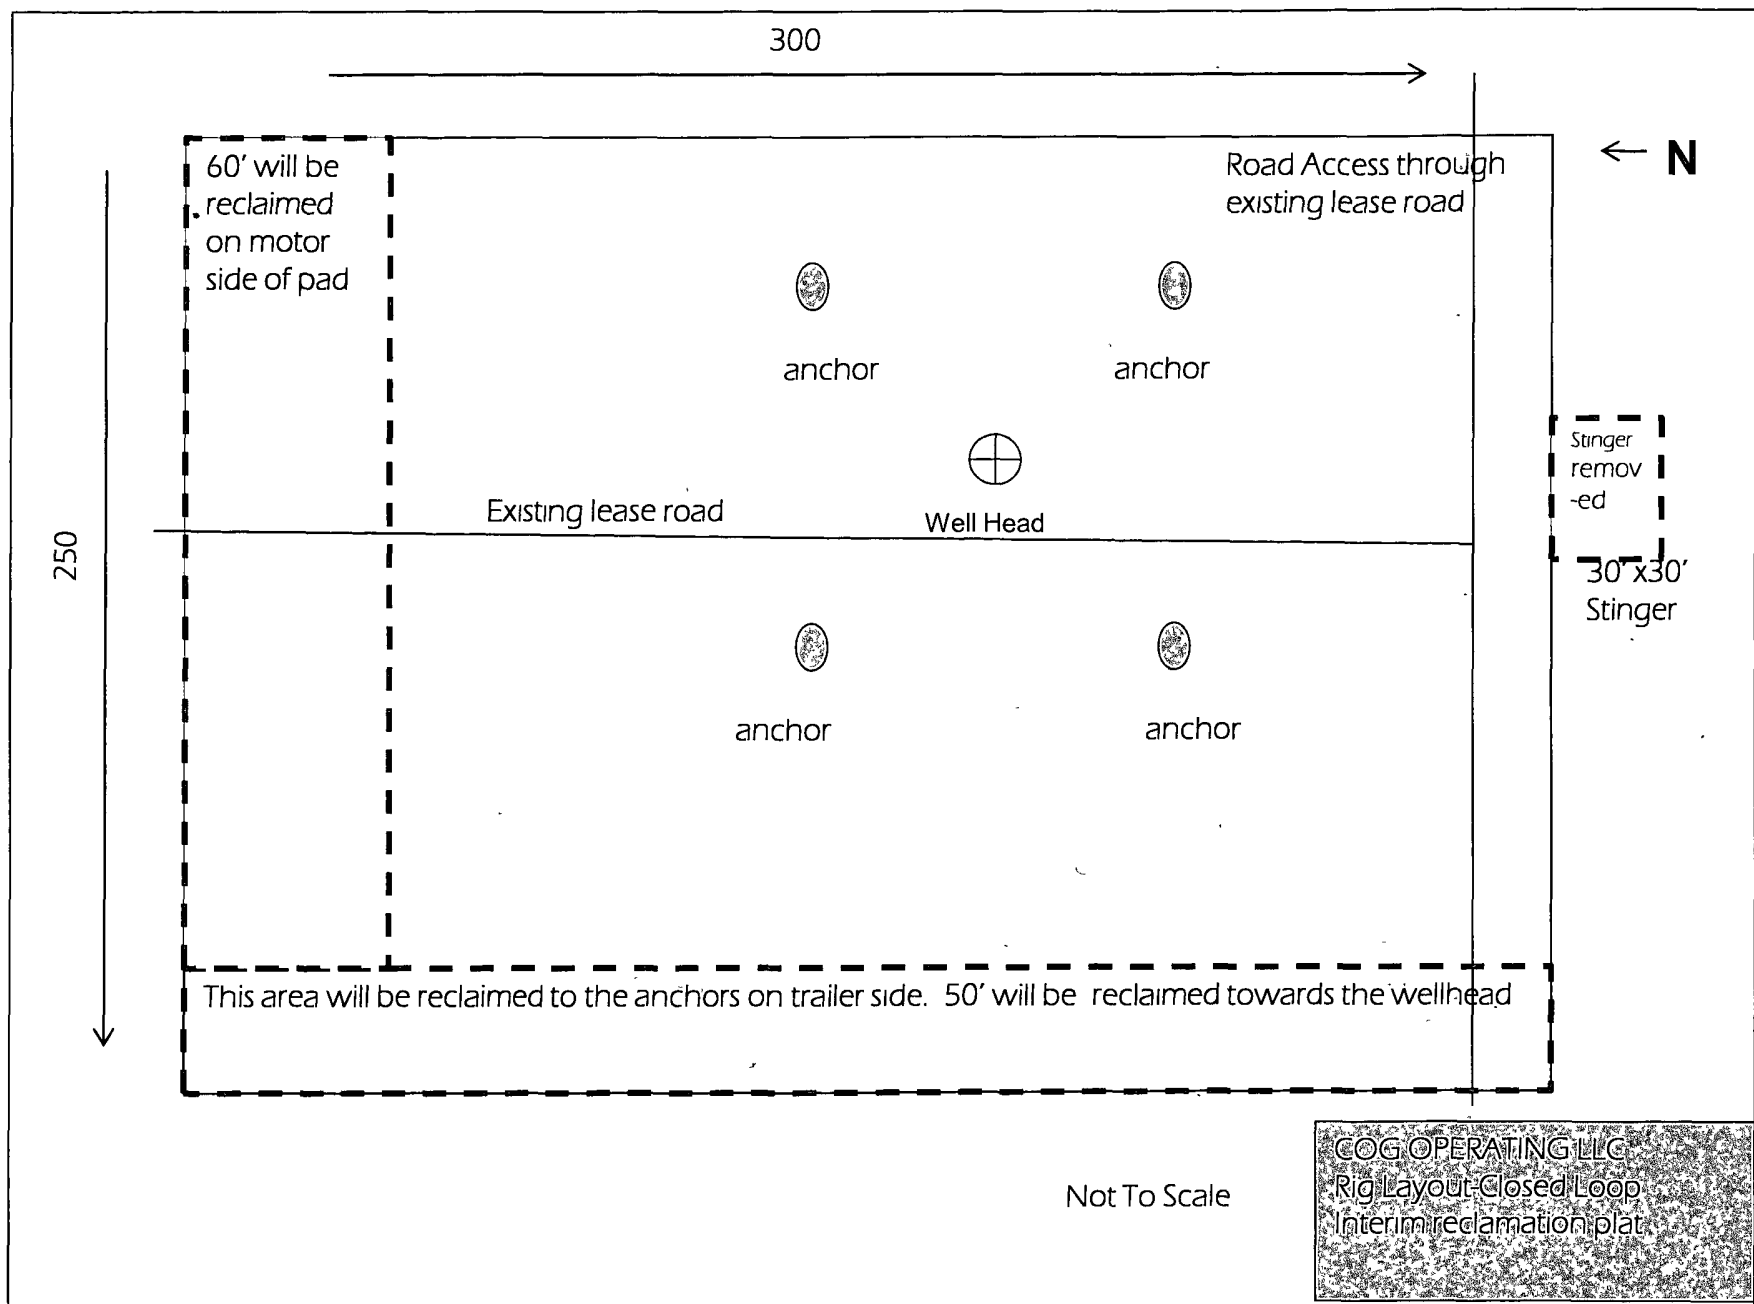 300
60' will be
reclaimed
on motor
side of pad
Road Access through
existing lease road
N
anchor
anchor
Stinger
remov
-ed
Existing lease road
Well Head
250
30' x30'
Stinger
anchor
anchor
This area will be reclaimed to the anchors on trailer side. 50' will be reclaimed towards the wellhead
Not To Scale
COG OPERATING LLC
Rig Layout-Closed Loop
Interim reclamation plat